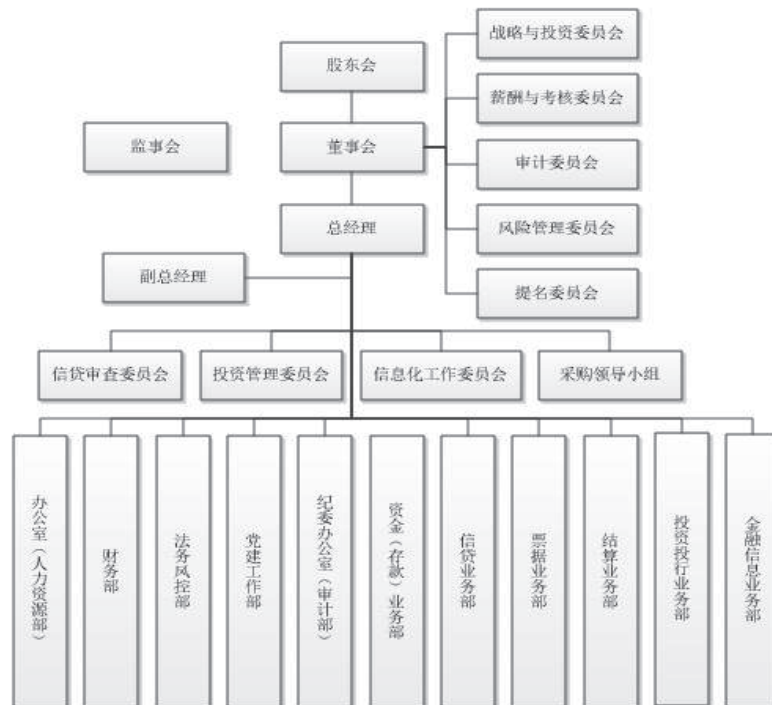 战略与投资委员会
股东会
薪酬与考核委员会
监事会
董事会
审计委员会
总经理
风险管理委员会
副总经理
提名委员会
信贷审查委员会
投资管理委员会
信息化工作委员会
采购领导小组
办公室（人力资源部）
财务部
法务风控部
党建工作部
纪委办公室（审计部）
资金（存款）业务部
信贷业务部
票据业务部
结算业务部
投资投行业务部
金融信息业务部